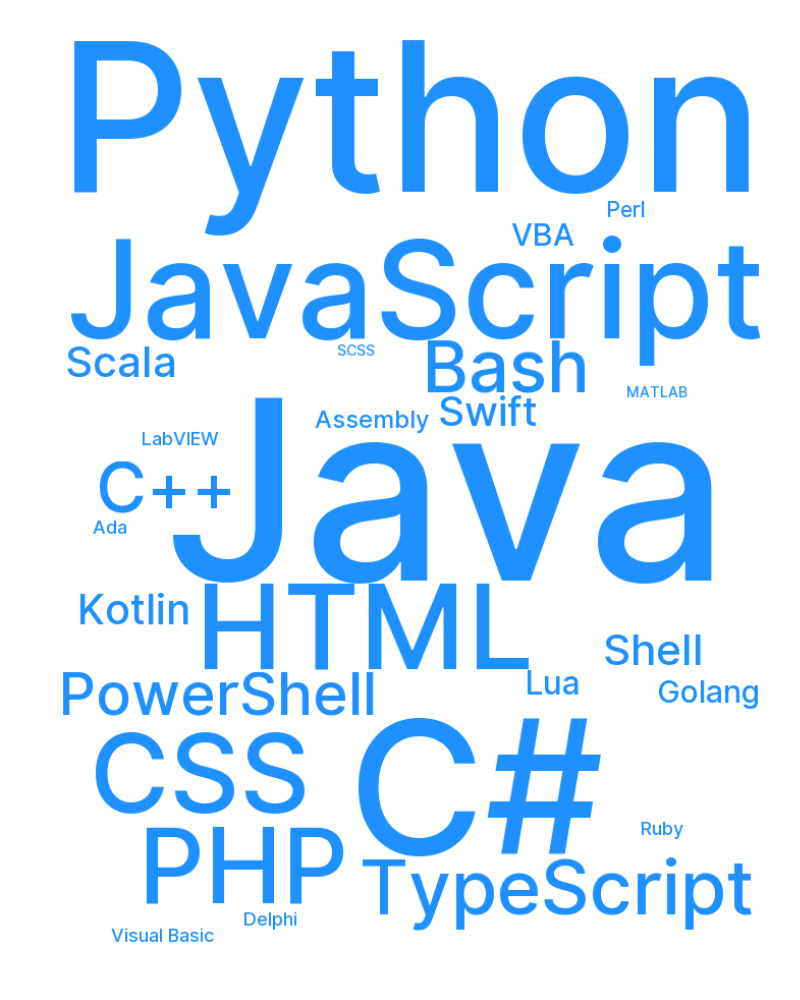 Python
Perl
VBA
JavaScript
SCSS
Bash
Scala
MATLAB
Swift
Assembly
LabVIEW
Java
C++
Ada
Kotlin
HTML
Shell
Lua
Golang
PowerShell
CSS
C#
Ruby
PHP
TypeScript
Delphi
Visual Basic